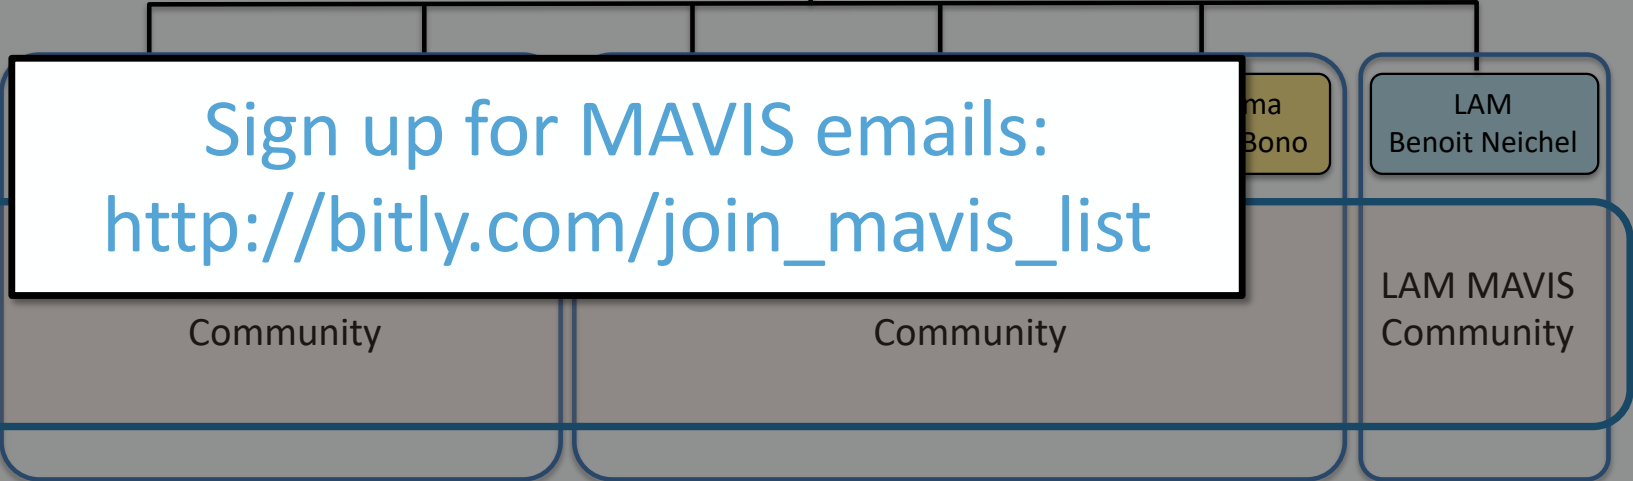 Sign up for MAVIS emails:
http://bitly.com/join_mavis_list
ma
Bono
LAM
Benoit Neichel
Community
Community
LAM MAVIS
Community